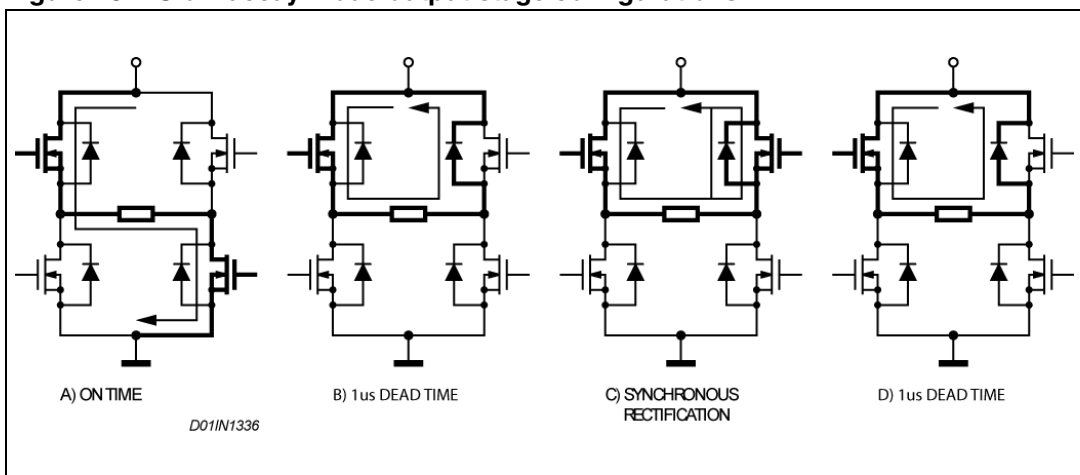 A) ON TIME
B) 1us DEAD TIME
C) SYNCHRONOUS
RECTIFICATION
D) 1us DEAD TIME
D01IN1336